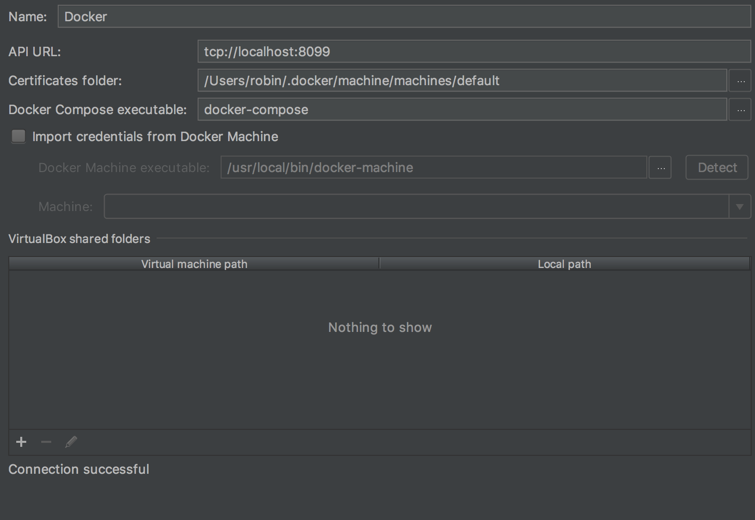 Name: Docker
API URL: tcp://localhost:8099
Certificates folder: /Users/robin/.docker/machine/machines/default ...
Docker Compose executable: docker-compose ...
Import credentials from Docker Machine
Docker Machine executable: /usr/local/bin/docker-machine ... Detect
Machine:
VirtualBox shared folders
Virtual machine path Local path
Nothing to show
Connection successful